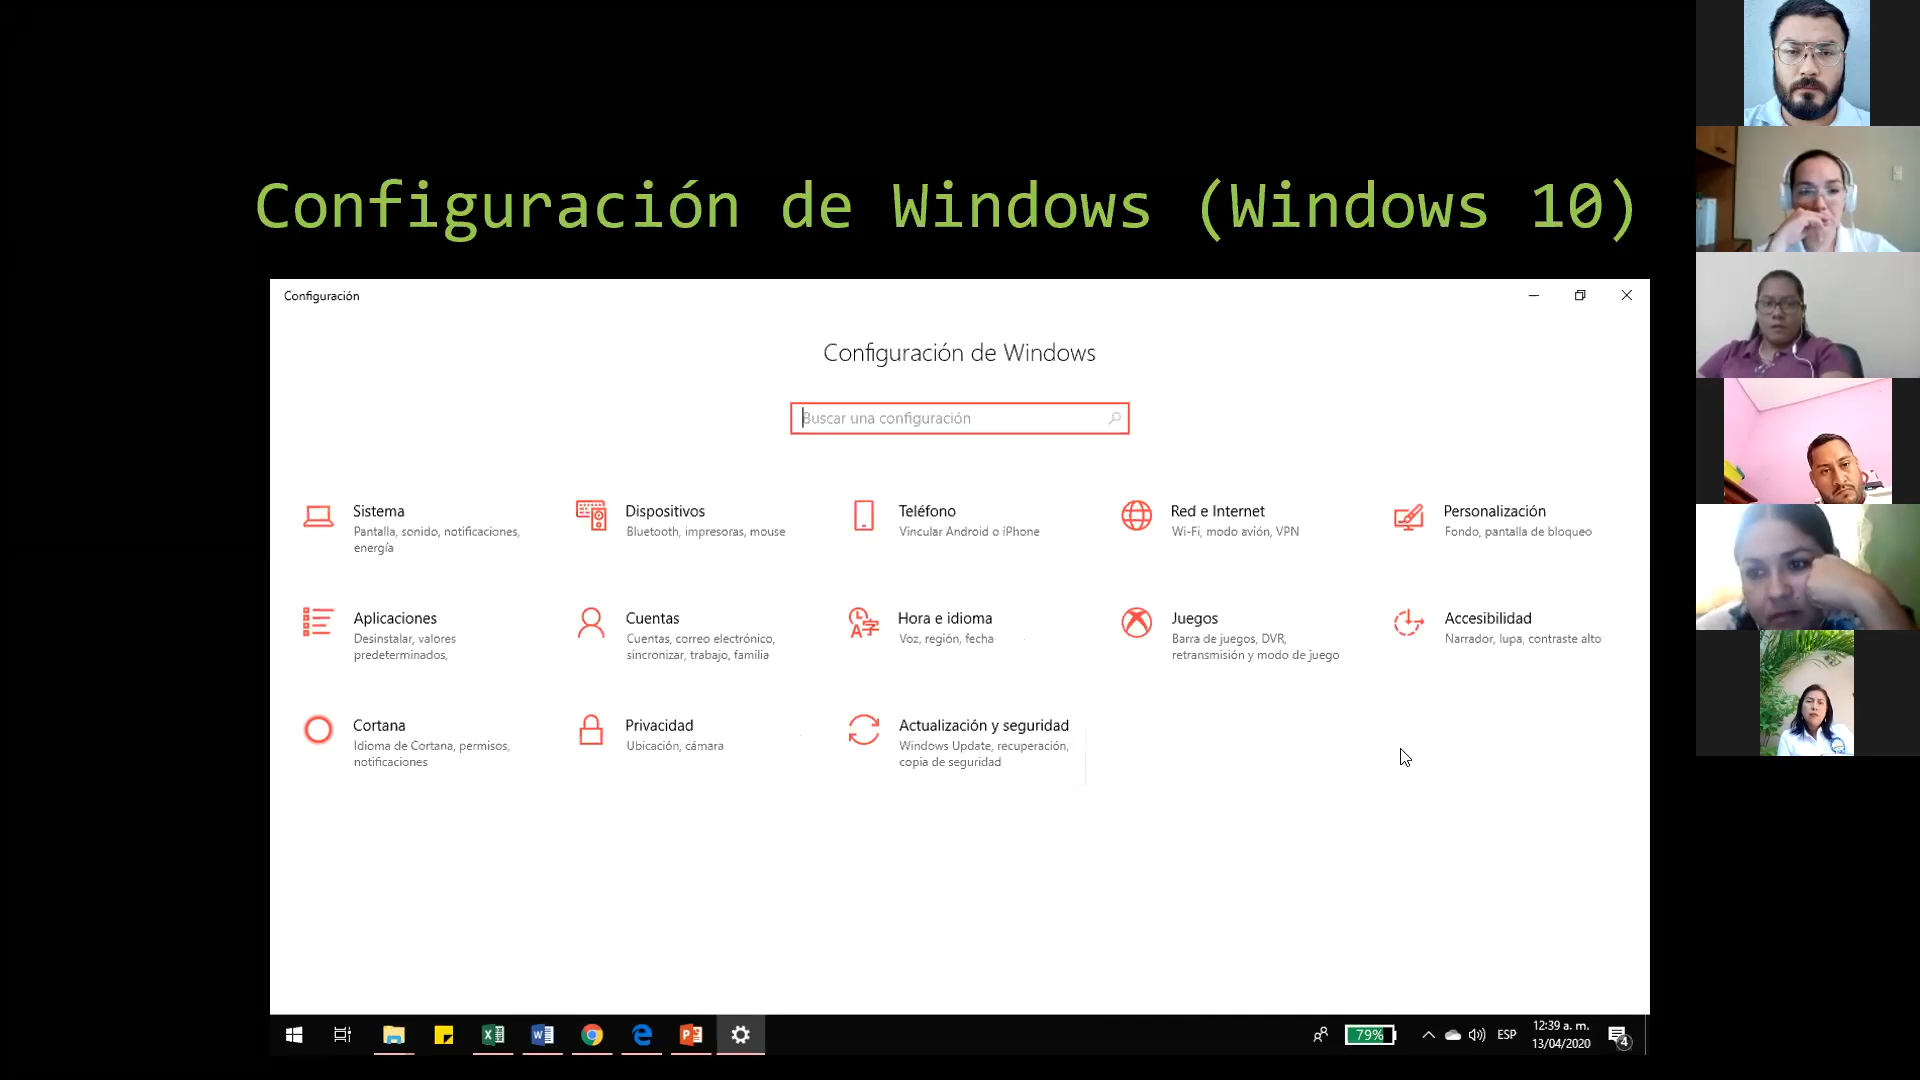 Configuración de Windows (Windows 10)
Configuración
Configuración de Windows
Buscar una configuración
Sistema
Pantalla, sonido, notificaciones,
energía
Dispositivos
Bluetooth, impresoras, mouse
Teléfono
Vincular Android o iPhone
Red e Internet
Wi-Fi, modo avión, VPN
Personalización
Fondo, pantalla de bloqueo
Aplicaciones
Desinstalar, valores
predeterminados,
Cuentas
Cuentas, correo electrónico,
sincronizar, trabajo, familia
Hora e idioma
Voz, región, fecha
Juegos
Barra de juegos, DVR,
retransmisión y modo de juego
Accesibilidad
Narrador, lupa, contraste alto
Cortana
Idioma de Cortana, permisos,
notificaciones
Privacidad
Ubicación, cámara
Actualización y seguridad
Windows Update, recuperación,
copia de seguridad
79%
ESP
12:39 a. m.
13/04/2020
4